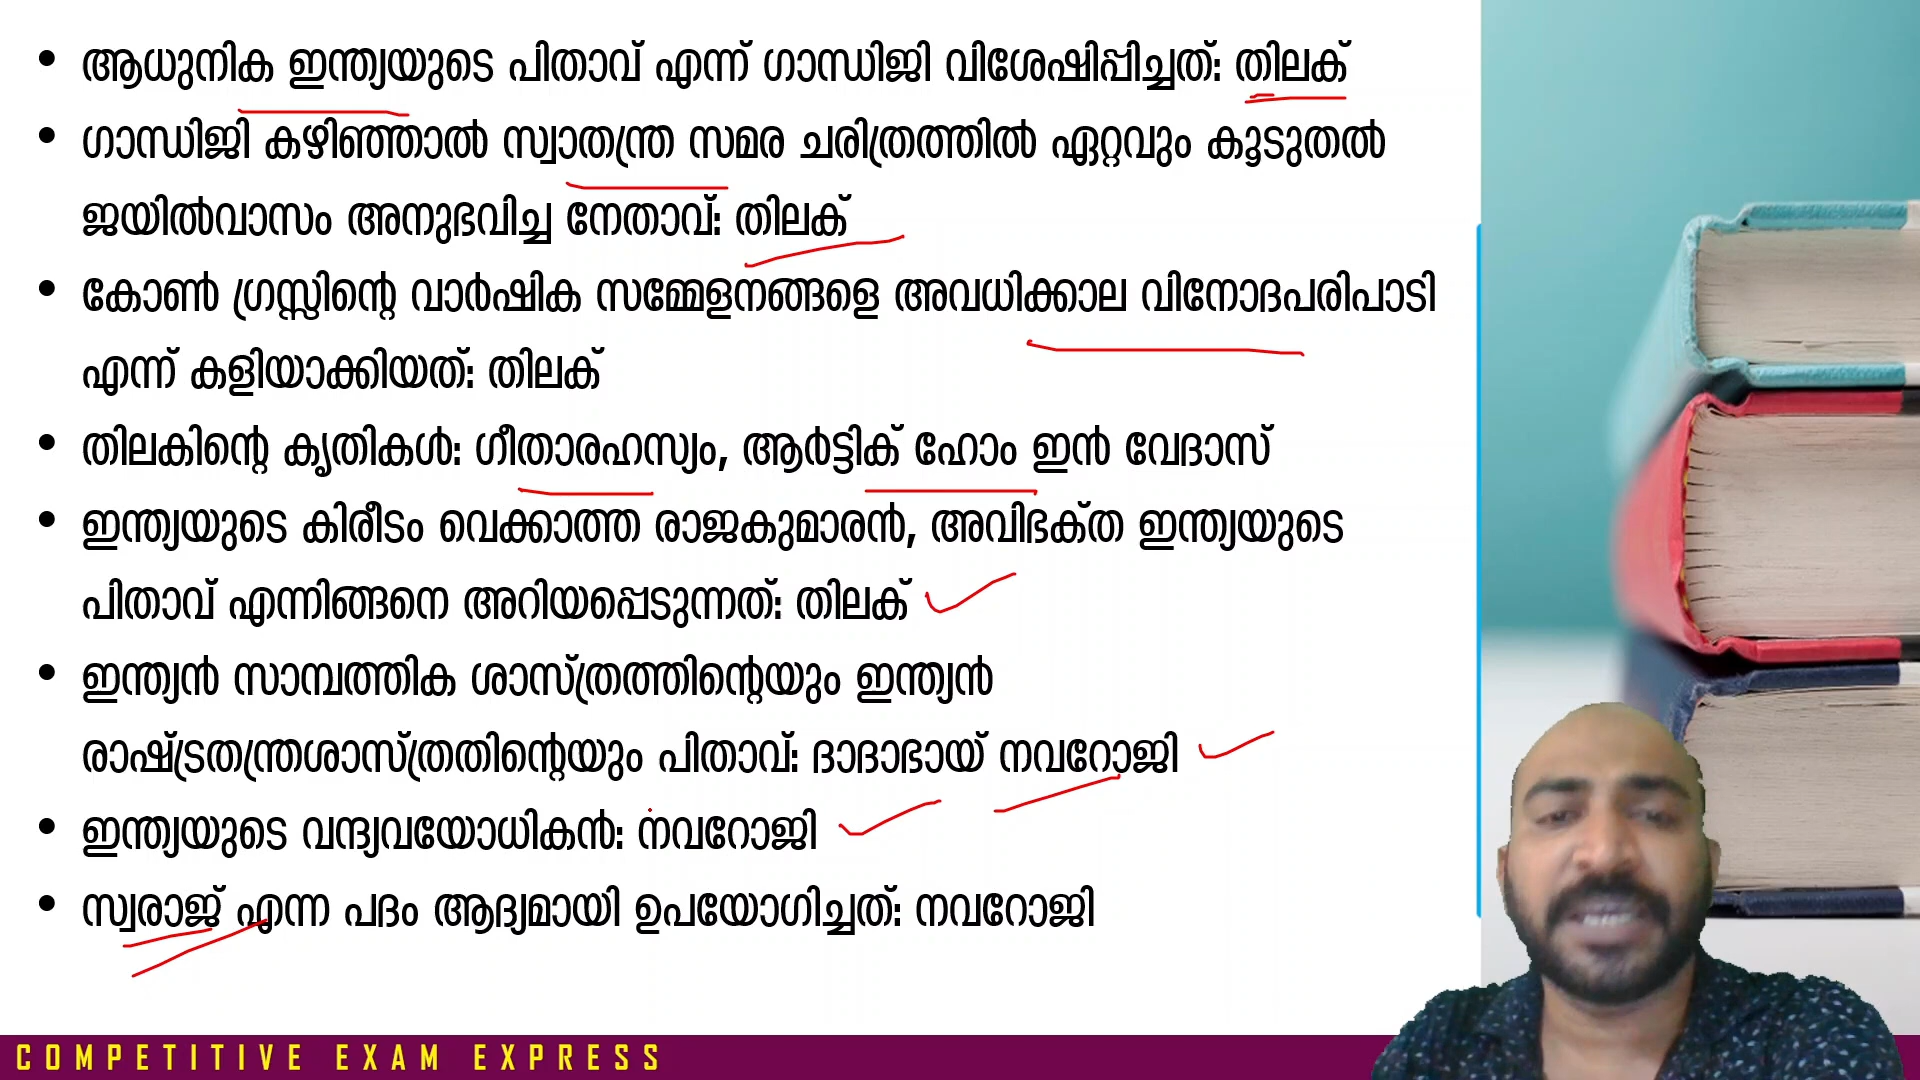 • ആധുനിക ഇന്ത്യയുടെ പിതാവ് എന്ന് ഗാന്ധിജി വിശേഷിപ്പിച്ചത്: തിലക്
• ഗാന്ധിജി കഴിഞ്ഞാൽ സ്വാതന്ത്ര സമര ചരിത്രത്തിൽ ഏറ്റവും കൂടുതൽ
ജയിൽവാസം അനുഭവിച്ച നേതാവ്: തിലക്
• കോൺ ഗ്രസ്സിന്റെ വാർഷിക സമ്മേളനങ്ങളെ അവധിക്കാല വിനോദപരിപാടി
എന്ന് കളിയാക്കിയത്: തിലക്
• തിലകിന്റെ കൃതികൾ: ഗീതാരഹസ്യം, ആർട്ടിക് ഹോം ഇൻ വേദാസ്
• ഇന്ത്യയുടെ കിരീടം വെക്കാത്ത രാജകുമാരൻ, അവിഭക്ത ഇന്ത്യയുടെ
പിതാവ് എന്നിങ്ങനെ അറിയപ്പെടുന്നത്: തിലക്
• ഇന്ത്യൻ സാമ്പത്തിക ശാസ്ത്രത്തിന്റെയും ഇന്ത്യൻ
രാഷ്ട്രതന്ത്രശാസ്ത്രതിന്റെയും പിതാവ്: ദാദാഭായ് നവറോജി
• ഇന്ത്യയുടെ വന്ദ്യവയോധികൻ: നവറോജി
• സ്വരാജ് എന്ന പദം ആദ്യമായി ഉപയോഗിച്ചത്: നവറോജി
COMPETITIVE EXAM EXPRESS